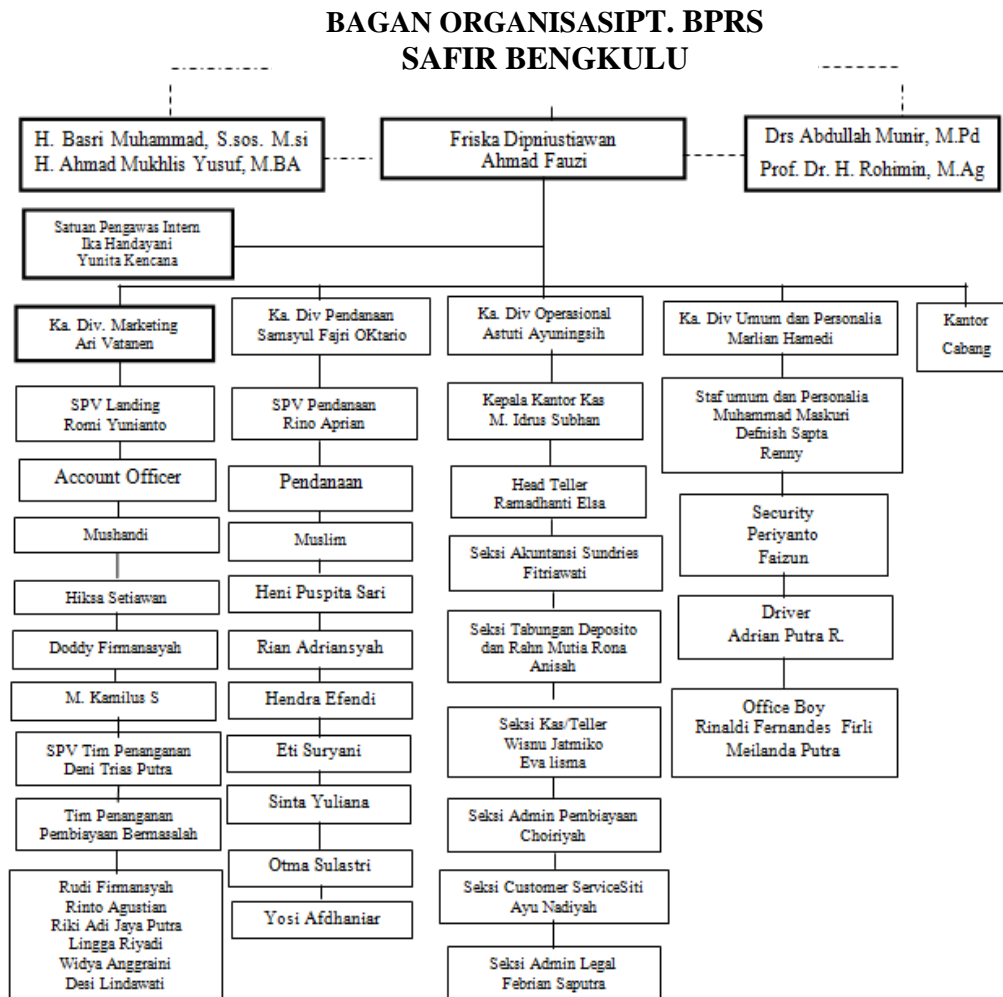 BAGAN ORGANISASIPT. BPRS
SAFIR BENGKULU
H. Basri Muhammad, S.sos. M.si
H. Ahmad Mukhlis Yusuf, M.BA
Friska Dipniustiawan
Ahmad Fauzi
Drs Abdullah Munir, M.Pd
Prof. Dr. H. Rohimin, M.Ag
Satuan Pengawas Intern
Ika Handayani
Yunita Kencana
Ka. Div. Marketing
Ari Vatanen
SPV Landing
Romi Yunianto
Account Officer
Mushandi
Hiksa Setiawan
Doddy Firmanasyah
M. Kamilus S
SPV Tim Penanganan
Deni Trias Putra
Tim Penanganan
Pembiayaan Bermasalah
Rudi Firmansyah
Rinto Agustian
Riki Adi Jaya Putra
Lingga Riyadi
Widya Anggraini
Desi Lindawati
Ka. Div Pendanaan
Samsyul Fajri OKtario
SPV Pendanaan
Rino Aprian
Pendanaan
Muslim
Heni Puspita Sari
Rian Adriansyah
Hendra Efendi
Eti Suryani
Sinta Yuliana
Otma Sulastri
Yosi Afdhaniar
Ka. Div Operasional
Astuti Ayuningsih
Kepala Kantor Kas
M. Idrus Subhan
Head Teller
Ramadhanti Elsa
Seksi Akuntansi Sundries
Fitriawati
Seksi Tabungan Deposito
dan Rahn Mutia Rona
Anisah
Seksi Kas/Teller
Wisnu Jatmiko
Eva lisma
Seksi Admin Pembiayaan
Choiriyah
Seksi Customer ServiceSiti
Ayu Nadiyah
Seksi Admin Legal
Febrian Saputra
Ka. Div Umum dan Personalia
Marlian Hamedi
Staf umum dan Personalia
Muhammad Maskuri
Defnish Sapta
Renny
Security
Periyanto
Faizun
Driver
Adrian Putra R.
Office Boy
Rinaldi Fernandes Firli
Meilanda Putra
Kantor
Cabang